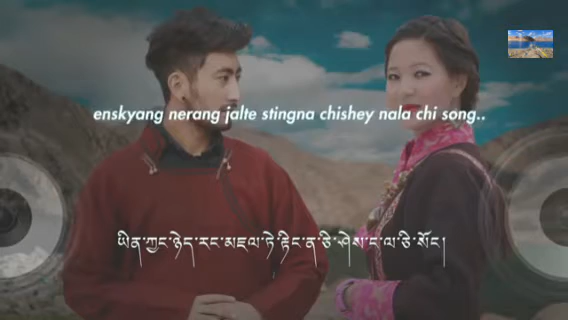 enskyang nerang jalte stingna chishey nala chi song..
ཡིན་ཀྱང་ཉེད་རང་མཇལ་ཏེ་རྟིང་ན་ཅི་ཤེས་ང་ལ་ཅི་སོང་།